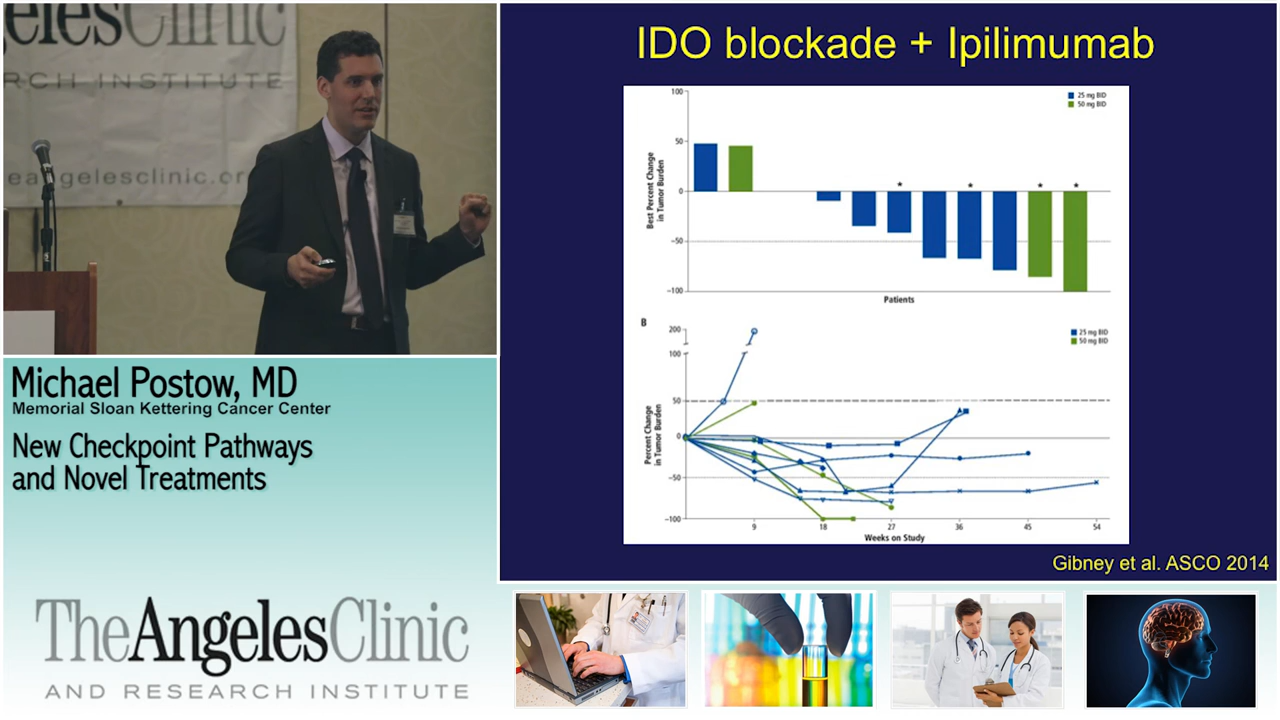 elesClinic
RCH INSTITUTE
eangelesclinic.org
IDO blockade + Ipilimumab
Best Percent Change
in Tumor Burden
100
50
0
−50
−100
25 mg BID
50 mg BID
* * * *
Patients
B
Percent Change
in Tumor Burden
200
100
50
0
−50
−100
25 mg BID
50 mg BID
9 18 27 36 45 54
Weeks on Study
Gibney et al. ASCO 2014
Michael Postow, MD
Memorial Sloan Kettering Cancer Center
New Checkpoint Pathways
and Novel Treatments
TheAngelesClinic
AND RESEARCH INSTITUTE